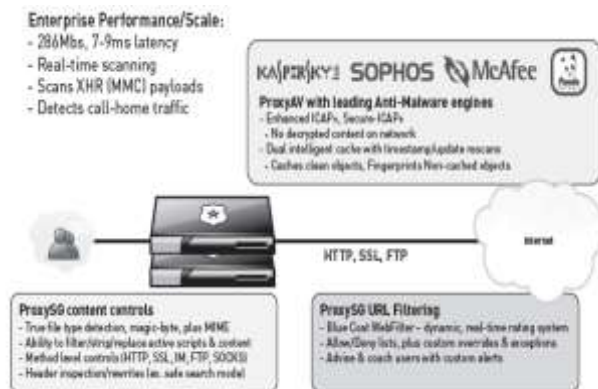 Enterprise Performance/Scale:
- 286Mbs, 7-9ms latency
- Real-time scanning
- Scans XHR (MMC) payloads
- Detects call-home traffic
KASPERSKY SOPHOS McAfee
ProxyAV with leading Anti-Malware engines
- Enhanced ICAP+, Secure-ICAP+
- No decrypted content on network
- Dual intelligent cache with timestamp/update rescans
- Caches clean objects, Fingerprints Non-cached objects
HTTP, SSL, FTP
Internet
ProxySG content controls
- True file type detection, magic-byte, plus MIME
- Ability to filter/strip/replace active scripts & content
- Method level controls (HTTP, SSL, IM, FTP, SOCKS)
- Header inspection/rewrites (ex. safe search mode)
ProxySG URL Filtering
- Blue Coat WebFilter – dynamic, real-time rating system
- Allow/Deny lists, plus custom overrides & exceptions
- Advise & coach users with custom alerts